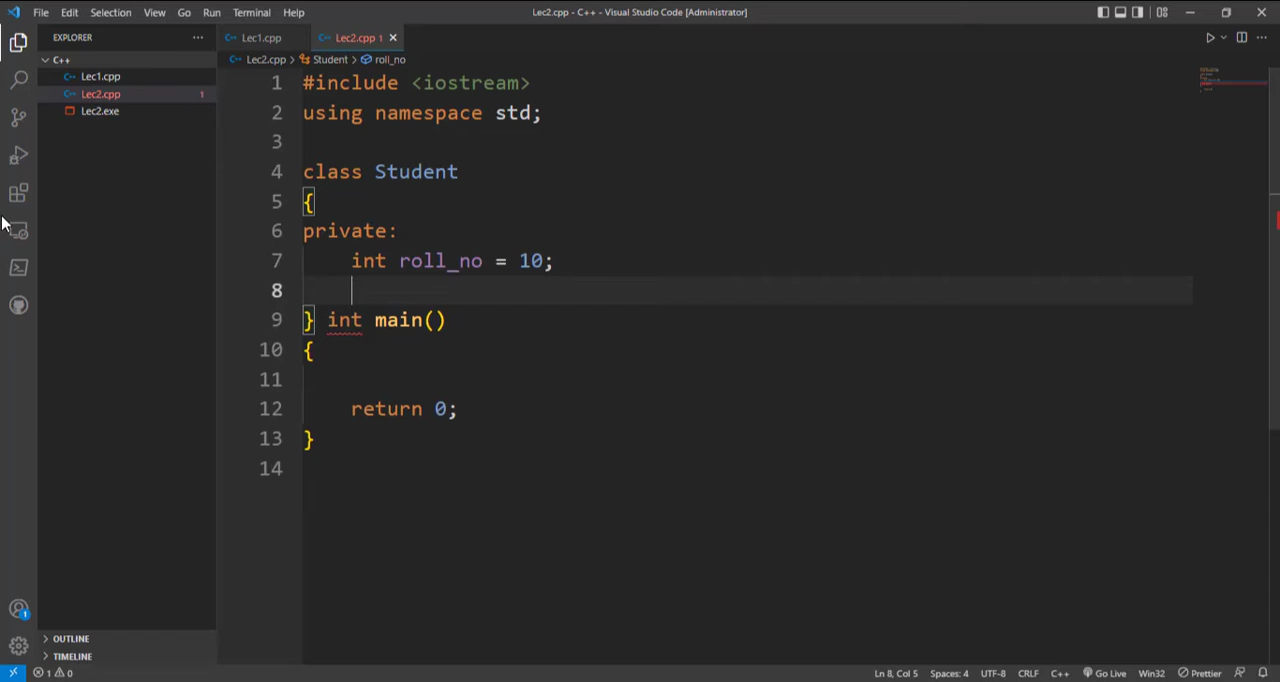 File Edit Selection View Go Run Terminal Help
Lec2.cpp - C++ - Visual Studio Code [Administrator]
EXPLORER
Lec1.cpp
Lec2.cpp 1
C++
Lec1.cpp
Lec2.cpp 1
Lec2.exe
Lec2.cpp > Student > roll_no
1 #include <iostream>
2 using namespace std;
3
4 class Student
5 {
6 private:
7 int roll_no = 10;
8
9 } int main()
10 {
11
12 return 0;
13 }
14
OUTLINE
TIMELINE
1
1 0
Ln 8, Col 5 Spaces: 4 UTF-8 CRLF C++ Go Live Win32 Prettier